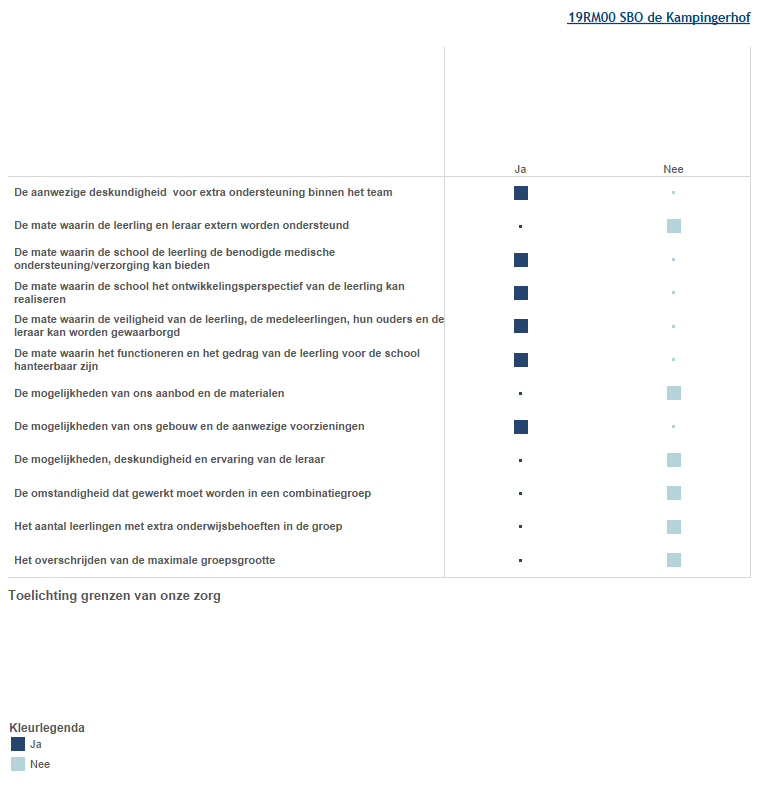 19RM00 SBO de Kampingerhof
Ja Nee
De aanwezige deskundigheid  voor extra ondersteuning binnen het team
De mate waarin de leerling en leraar extern worden ondersteund
De mate waarin de school de leerling de benodigde medische
ondersteuning/verzorging kan bieden
De mate waarin de school het ontwikkelingsperspectief van de leerling kan
realiseren
De mate waarin de veiligheid van de leerling, de medeleerlingen, hun ouders en de
leraar kan worden gewaarborgd
De mate waarin het functioneren en het gedrag van de leerling voor de school
hanteerbaar zijn
De mogelijkheden van ons aanbod en de materialen
De mogelijkheden van ons gebouw en de aanwezige voorzieningen
De mogelijkheden, deskundigheid en ervaring van de leraar
De omstandigheid dat gewerkt moet worden in een combinatiegroep
Het aantal leerlingen met extra onderwijsbehoeften in de groep
Het overschrijden van de maximale groepsgrootte
Toelichting grenzen van onze zorg
Kleurlegenda
Ja
Nee